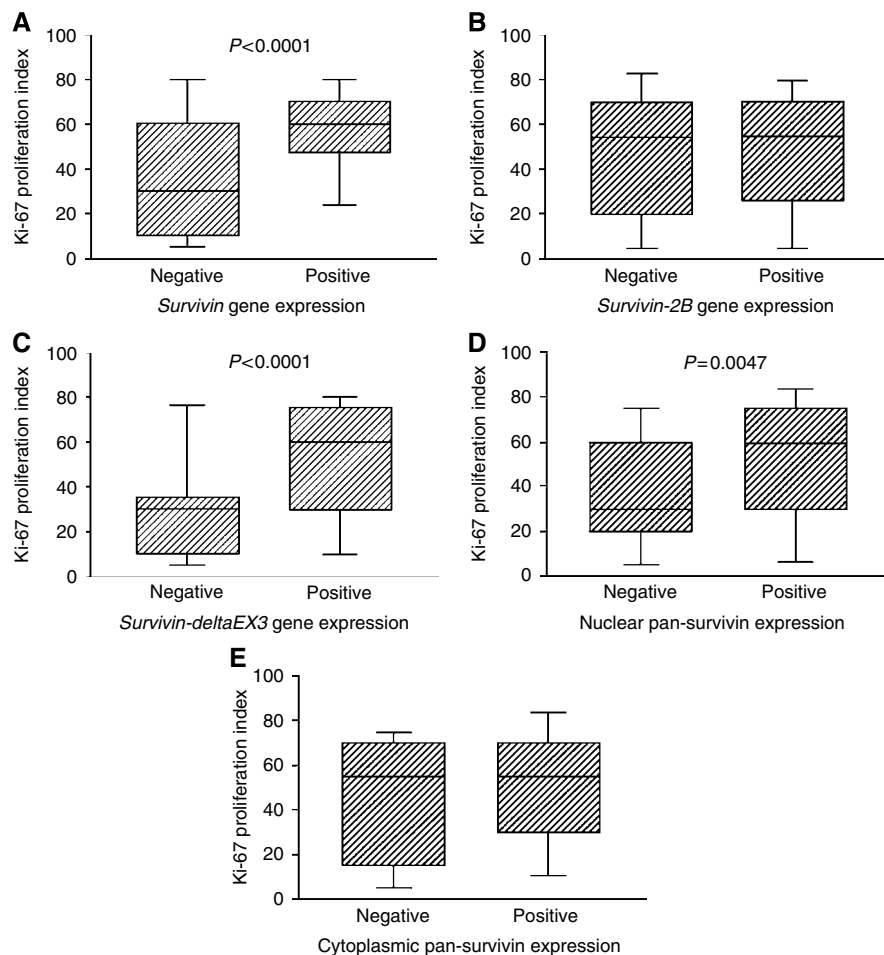 A
Ki-67 proliferation index
100
80
60
40
20
0
P<0.0001
Negative
Positive
Survivin gene expression
B
Ki-67 proliferation index
100
80
60
40
20
0
Negative
Positive
Survivin-2B gene expression
C
Ki-67 proliferation index
100
80
60
40
20
0
P<0.0001
Negative
Positive
Survivin-deltaEX3 gene expression
D
Ki-67 proliferation index
100
80
60
40
20
0
P=0.0047
Negative
Positive
Nuclear pan-survivin expression
E
Ki-67 proliferation index
100
80
60
40
20
0
Negative
Positive
Cytoplasmic pan-survivin expression